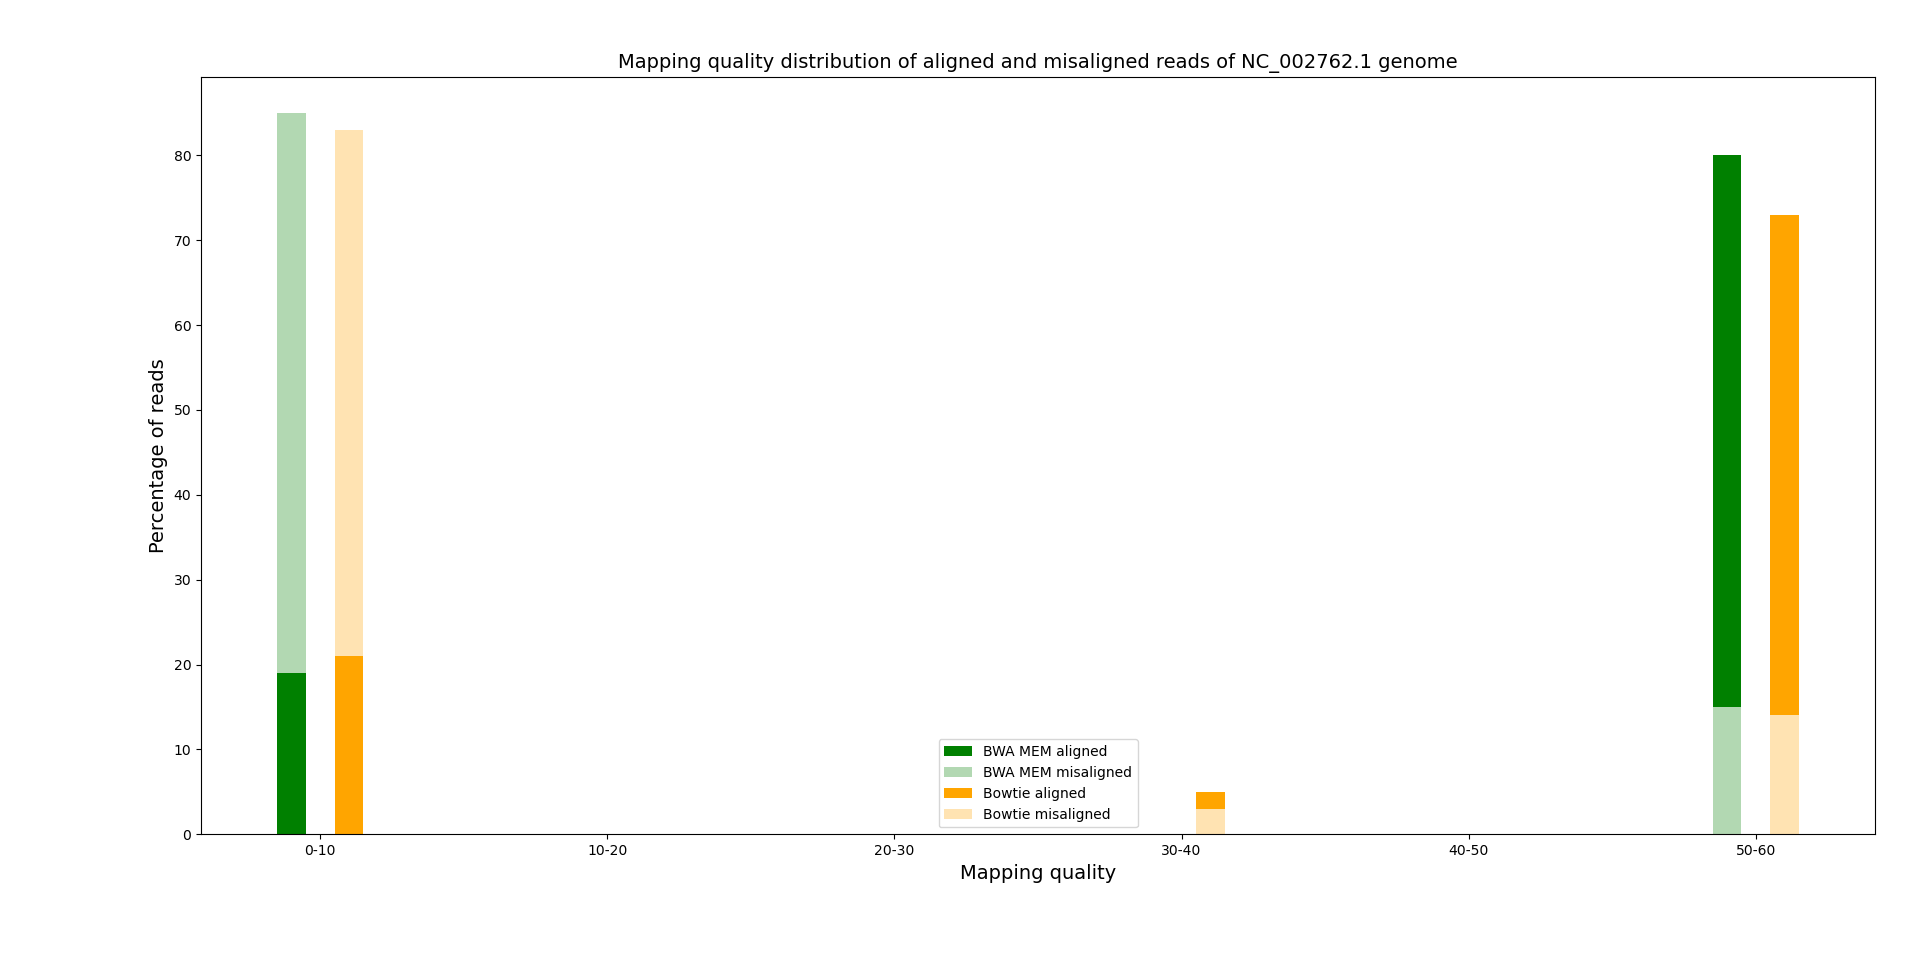 Mapping quality distribution of aligned and misaligned reads of NC_002762.1 genome
Percentage of reads
80
70
60
50
40
30
20
10
0
BWA MEM aligned
BWA MEM misaligned
Bowtie aligned
Bowtie misaligned
0-10 10-20 20-30 30-40 40-50 50-60
Mapping quality